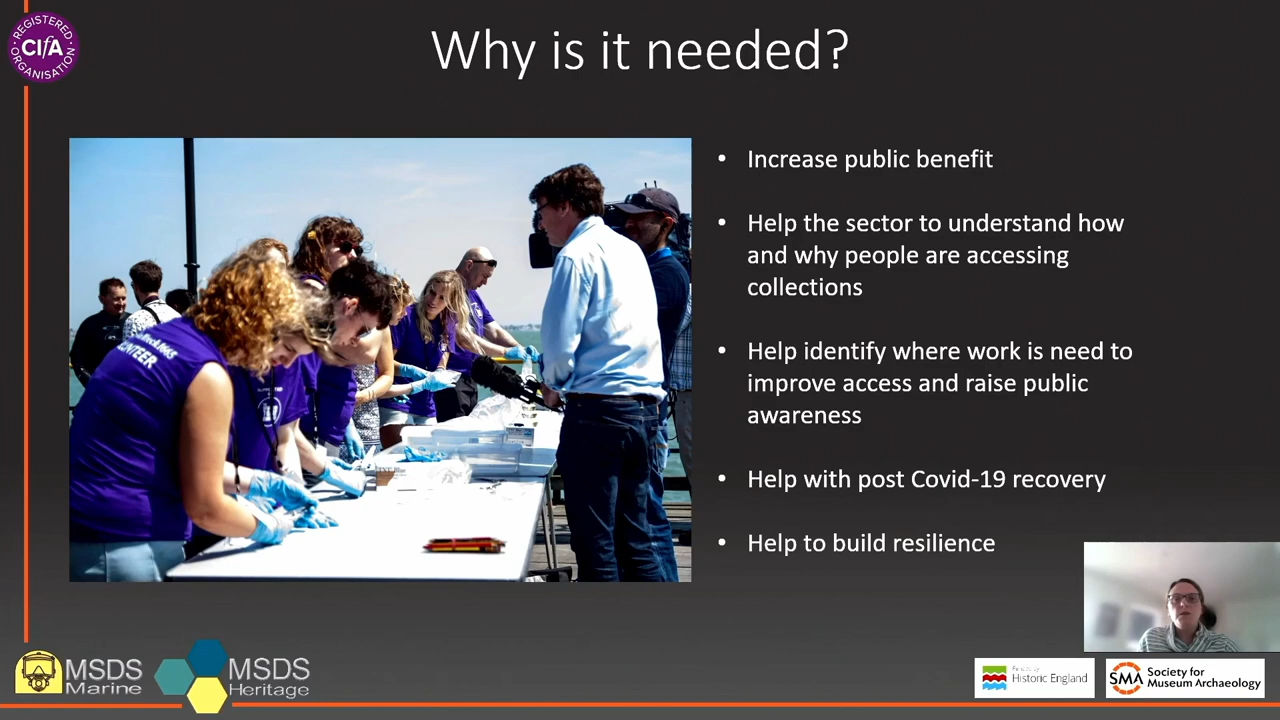 REGISTERED
CIfA
ORGANISATION
Why is it needed?
• Increase public benefit
• Help the sector to understand how
and why people are accessing
collections
• Help identify where work is need to
improve access and raise public
awareness
• Help with post Covid-19 recovery
• Help to build resilience
VOLUNTEER
MSDS
Marine
MSDS
Heritage
Historic England
SMA
Society for
Museum Archaeology